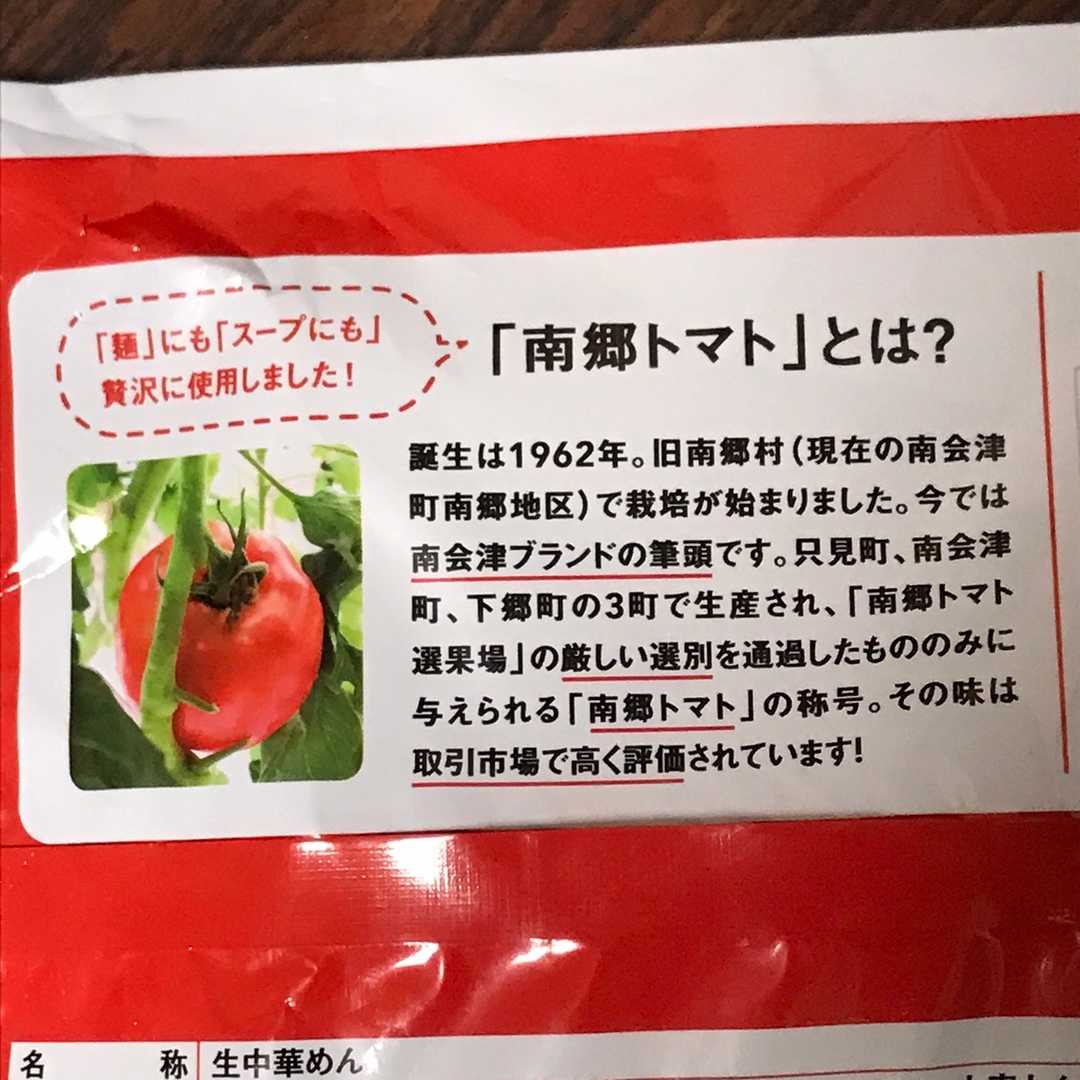 「麺」にも「スープにも」
贅沢に使用しました！
「南郷トマト」とは？
誕生は1962年。旧南郷村（現在の南会津
町南郷地区）で栽培が始まりました。今では
南会津ブランドの筆頭です。只見町、南会津
町、下郷町の3町で生産され、「南郷トマト
選果場」の厳しい選別を通過したもののみに
与えられる「南郷トマト」の称号。その味は
取引市場で高く評価されています！
名 称 生中華めん